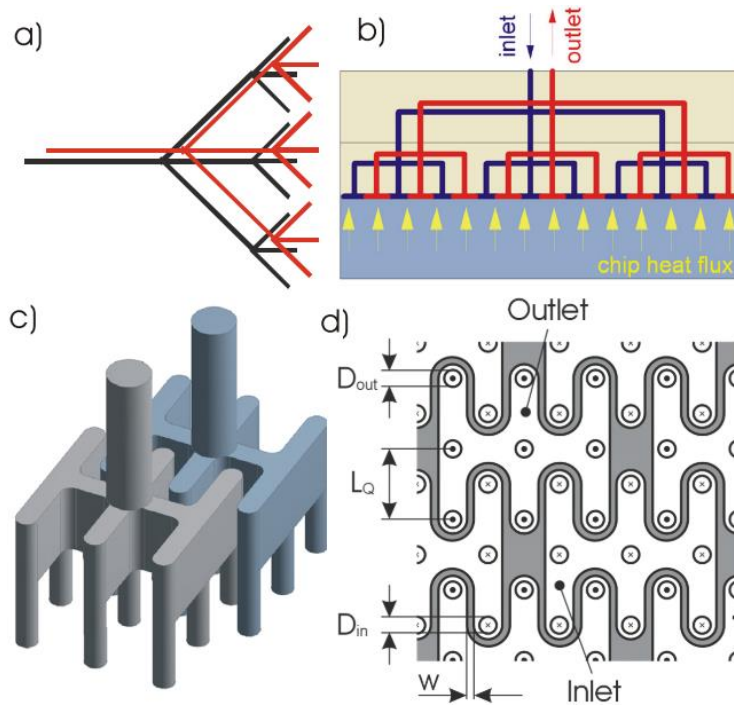 a)
b)
inlet
outlet
chip heat flux
c)
d)
Outlet
Dout
LQ
Din
w
Inlet